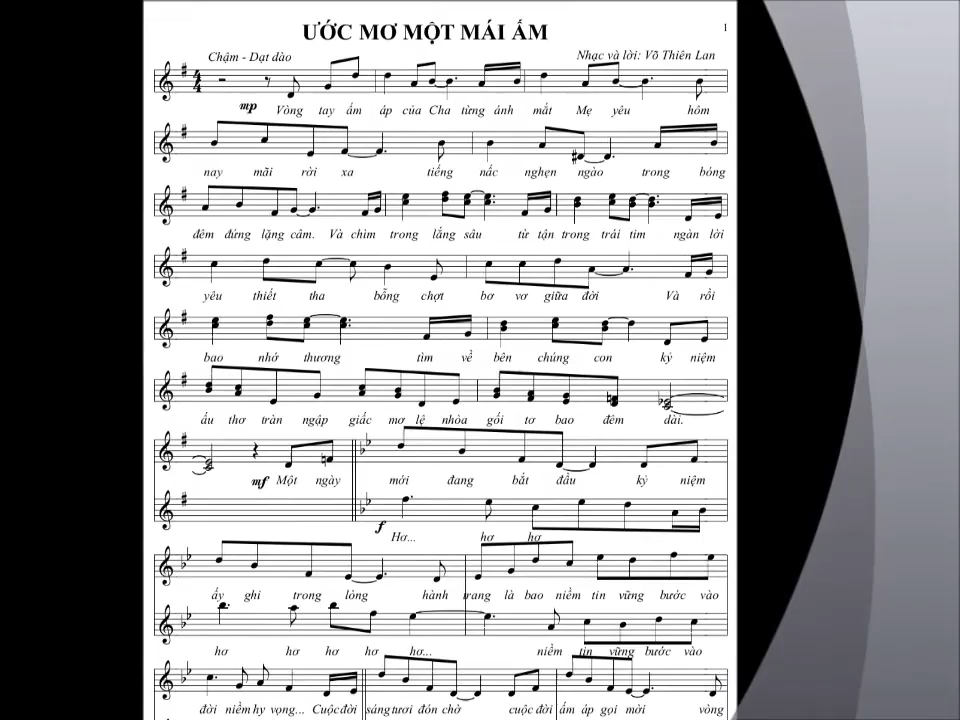 ƯỚC MƠ MỘT MÁI ẤM
1
Chậm - Dạt dào
Nhạc và lời: Võ Thiên Lan
mp
Vòng tay ấm áp của Cha từng ánh mắt Mẹ yêu hôm
nay mãi rời xa tiếng nấc nghẹn ngào trong bóng
đêm đứng lặng câm. Và chìm trong lắng sâu từ tận trong trái tim ngàn lời
yêu thiết tha bỗng chợt bơ vơ giữa đời Và rồi
bao nhớ thương tìm về bên chúng con kỷ niệm
ấu thơ tràn ngập giấc mơ lệ nhòa gối tơ bao đêm dài.
mf Một ngày mới đang bắt đầu kỷ niệm
f
Hơ... hơ hơ
ấy ghi trong lòng hành trang là bao niềm tin vững bước vào
hơ hơ hơ hơ hơ... niềm tin vững bước vào
đời niềm hy vọng... Cuộc đời sáng tươi đón chờ cuộc đời ấm áp gọi mời vòng